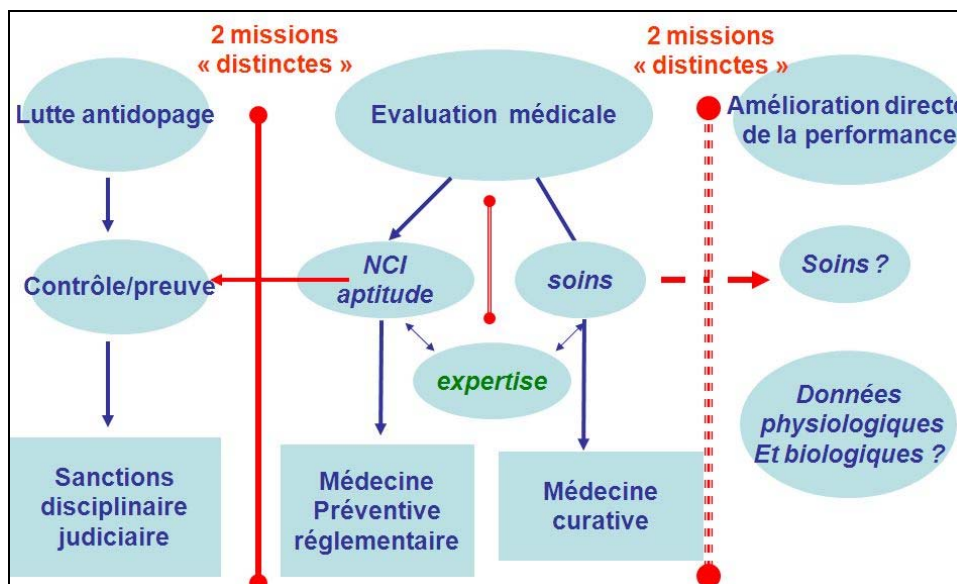 2 missions
« distinctes »
2 missions
« distinctes »
Lutte antidopage
Evaluation médicale
Amélioration directe
de la performance
Contrôle/preuve
NCI
aptitude
soins
Soins ?
expertise
Données
physiologiques
Et biologiques ?
Sanctions
disciplinaire
judiciaire
Médecine
Préventive
réglementaire
Médecine
curative